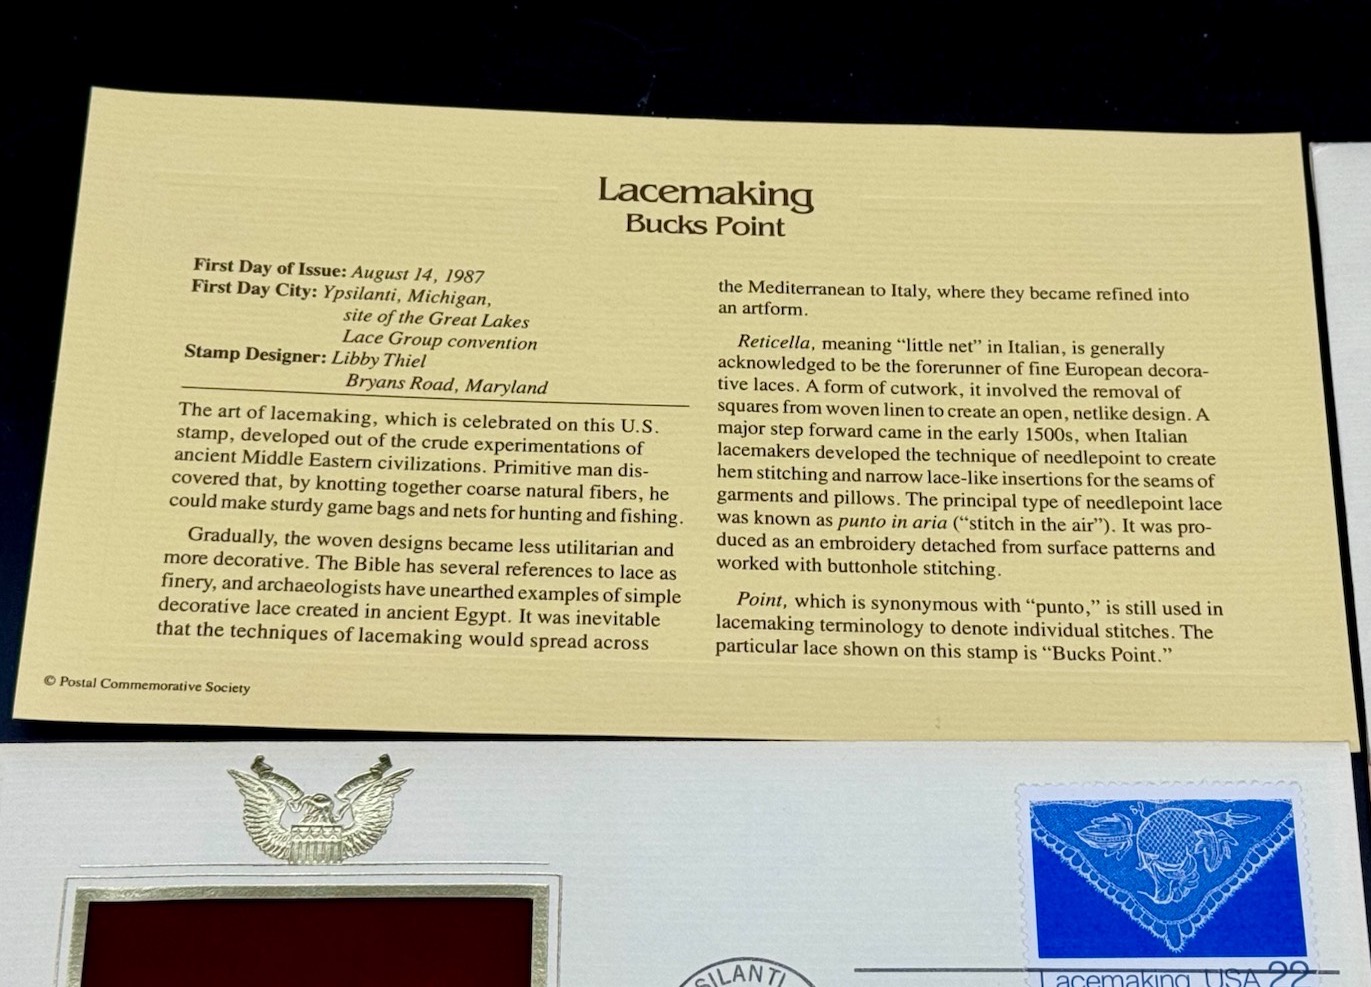 Lacemaking
Bucks Point
First Day of Issue: August 14, 1987
First Day City: Ypsilanti, Michigan,
site of the Great Lakes
Lace Group convention
Stamp Designer: Libby Thiel
Bryans Road, Maryland
The art of lacemaking, which is celebrated on this U.S.
stamp, developed out of the crude experimentations of
ancient Middle Eastern civilizations. Primitive man dis-
covered that, by knotting together coarse natural fibers, he
could make sturdy game bags and nets for hunting and fishing.
Gradually, the woven designs became less utilitarian and
more decorative. The Bible has several references to lace as
finery, and archaeologists have unearthed examples of simple
decorative lace created in ancient Egypt. It was inevitable
that the techniques of lacemaking would spread across
the Mediterranean to Italy, where they became refined into
an artform.
Reticella, meaning “little net” in Italian, is generally
acknowledged to be the forerunner of fine European decora-
tive laces. A form of cutwork, it involved the removal of
squares from woven linen to create an open, netlike design. A
major step forward came in the early 1500s, when Italian
lacemakers developed the technique of needlepoint to create
hem stitching and narrow lace-like insertions for the seams of
garments and pillows. The principal type of needlepoint lace
was known as punto in aria (“stitch in the air”). It was pro-
duced as an embroidery detached from surface patterns and
worked with buttonhole stitching.
Point, which is synonymous with “punto,” is still used in
lacemaking terminology to denote individual stitches. The
particular lace shown on this stamp is “Bucks Point.”
© Postal Commemorative Society
SILANTI
Lacemaking USA 22